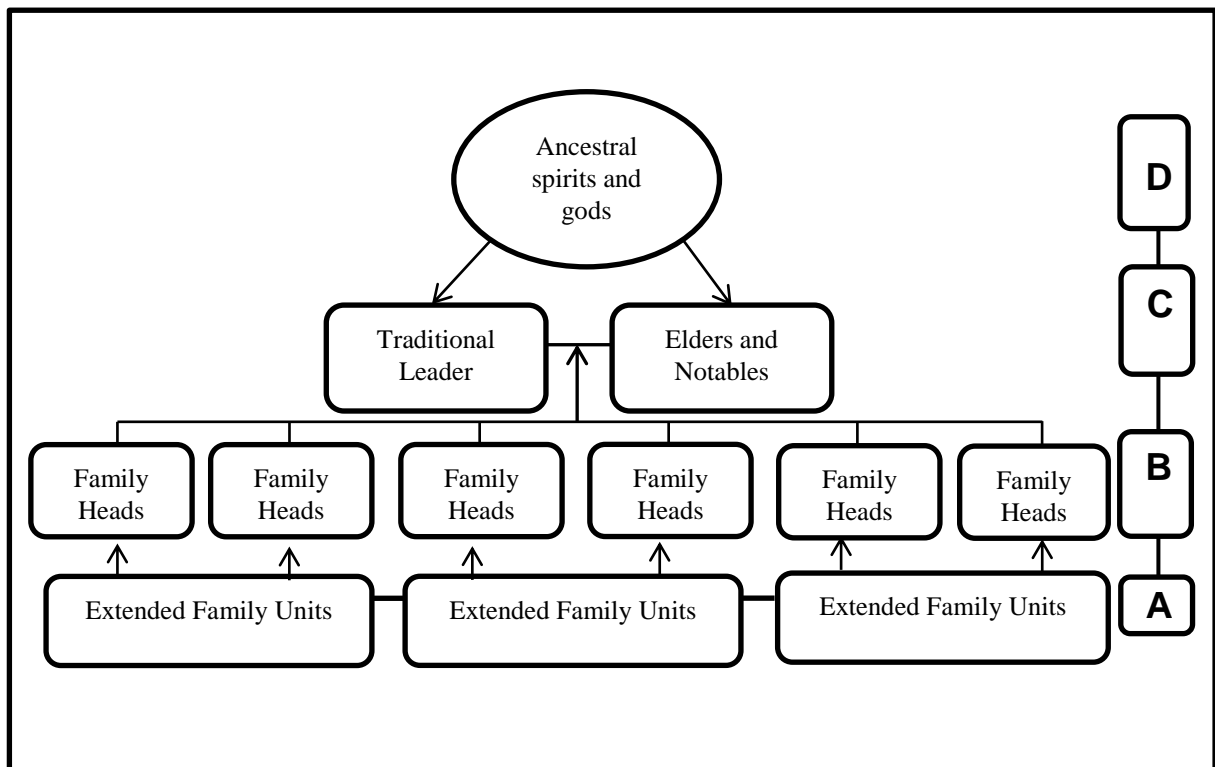 Ancestral
spirits and
gods
D
Traditional
Leader
Elders and
Notables
C
Family
Heads
Family
Heads
Family
Heads
Family
Heads
Family
Heads
Family
Heads
B
Extended Family Units
Extended Family Units
Extended Family Units
A